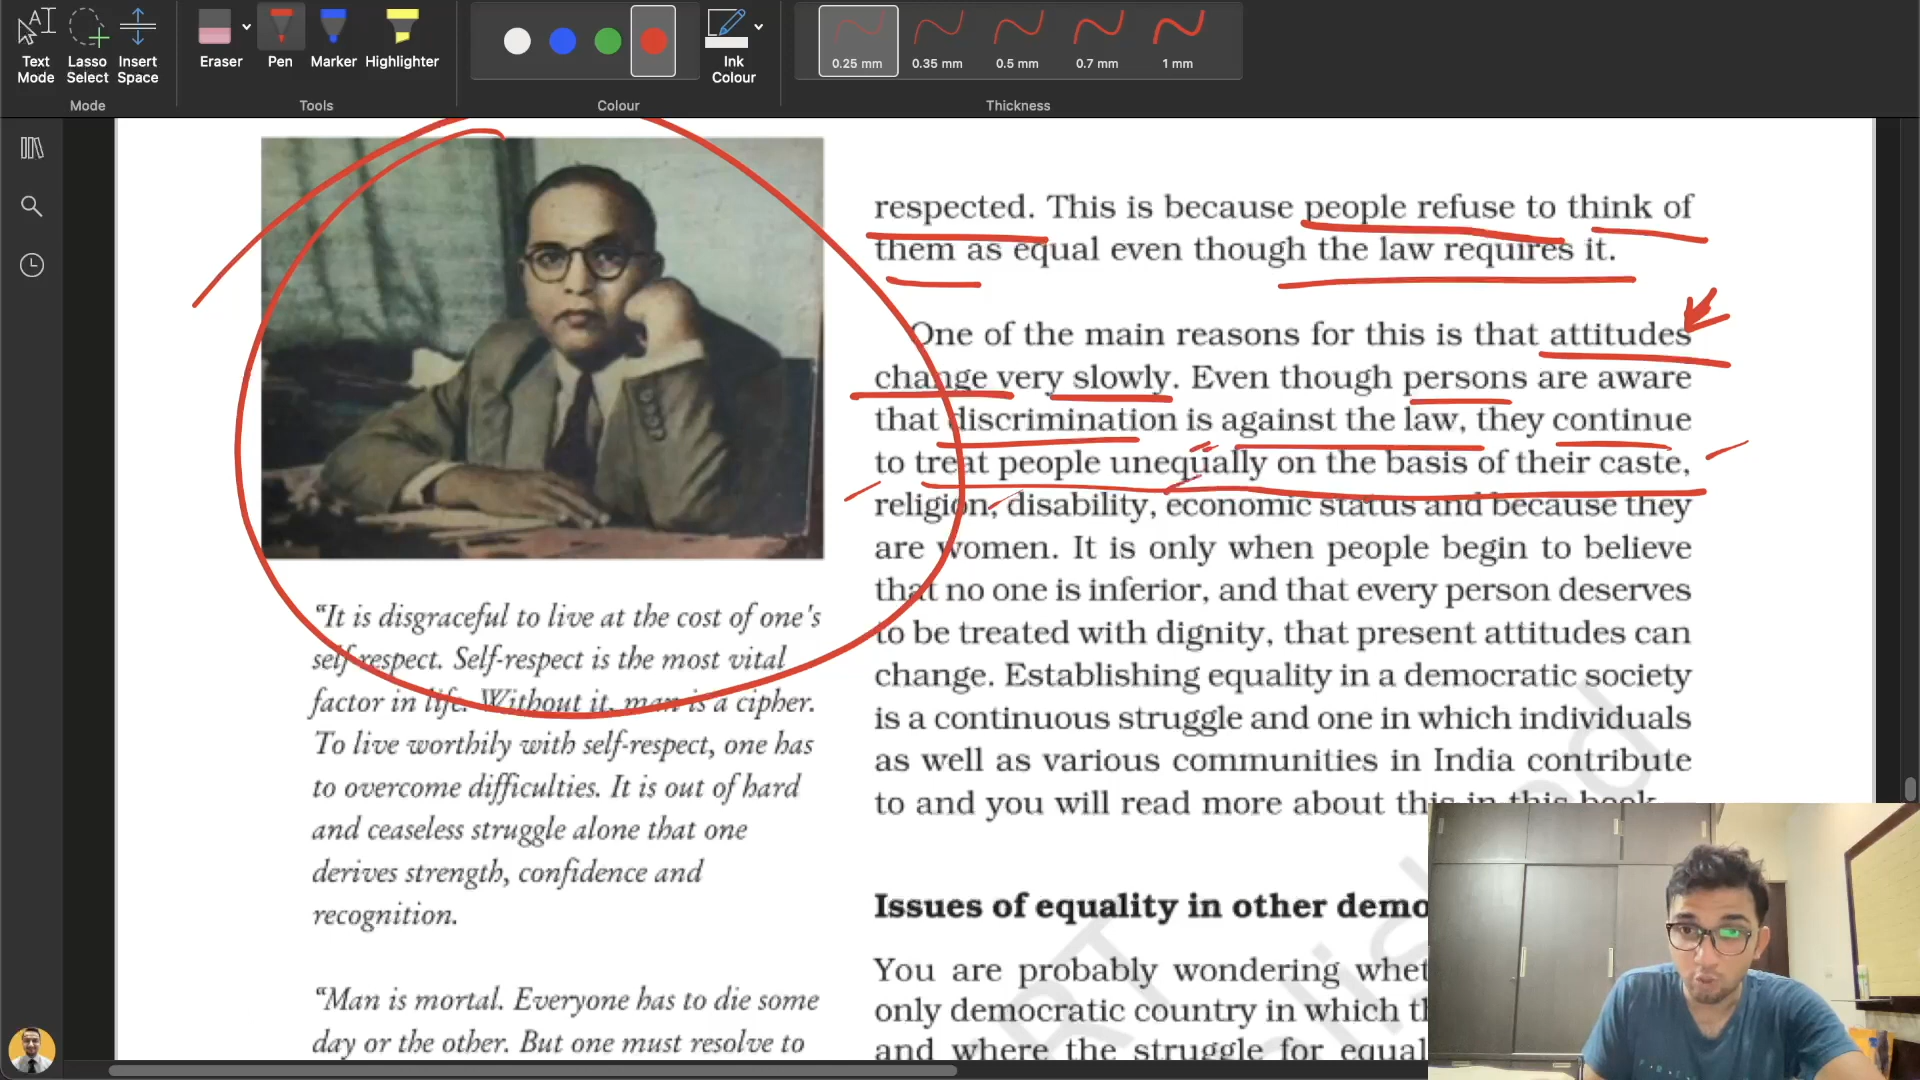 Text
Mode
Lasso
Select
Insert
Space
Mode
Eraser
Pen
Marker
Highlighter
Tools
Colour
Ink
Colour
0.25 mm
0.35 mm
0.5 mm
0.7 mm
1 mm
Thickness
“It is disgraceful to live at the cost of one's
self-respect. Self-respect is the most vital
factor in life. Without it, man is a cipher.
To live worthily with self-respect, one has
to overcome difficulties. It is out of hard
and ceaseless struggle alone that one
derives strength, confidence and
recognition.
“Man is mortal. Everyone has to die some
day or the other. But one must resolve to
respected. This is because people refuse to think of
them as equal even though the law requires it.
One of the main reasons for this is that attitudes
change very slowly. Even though persons are aware
that discrimination is against the law, they continue
to treat people unequally on the basis of their caste,
religion, disability, economic status and because they
are women. It is only when people begin to believe
that no one is inferior, and that every person deserves
to be treated with dignity, that present attitudes can
change. Establishing equality in a democratic society
is a continuous struggle and one in which individuals
as well as various communities in India contribute
to and you will read more about this in this book.
Issues of equality in other demo
You are probably wondering whet
only democratic country in which th
and where the struggle for equal